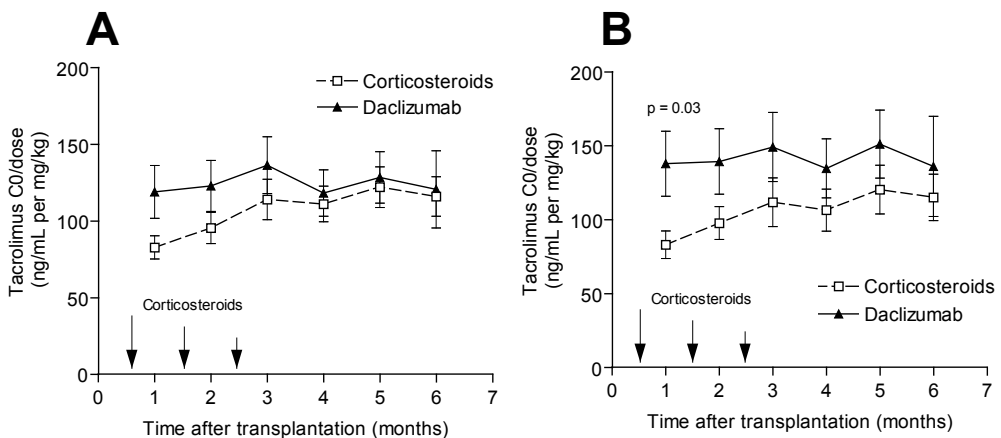 A
200
150
100
50
0
Tacrolimus C0/dose
(ng/mL per mg/kg)
Corticosteroids
Daclizumab
Corticosteroids
0 1 2 3 4 5 6 7
Time after transplantation (months)
B
200
150
100
50
0
Tacrolimus C0/dose
(ng/mL per mg/kg)
p = 0.03
Corticosteroids
Corticosteroids
Daclizumab
0 1 2 3 4 5 6 7
Time after transplantation (months)